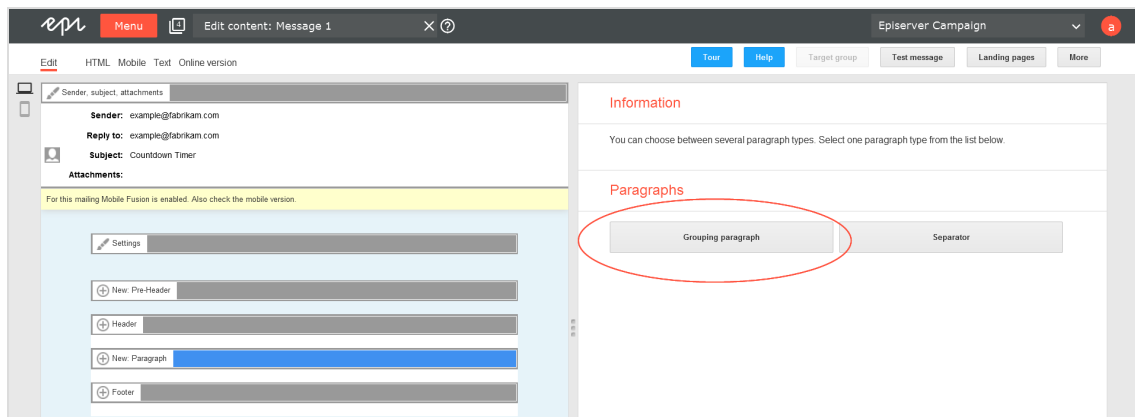 epi Menu 4 Edit content: Message 1 Episerver Campaign a
Edit HTML Mobile Text Online version Tour Help Target group Test message Landing pages More
Sender, subject, attachments
Sender: example@fabrikam.com
Reply to: example@fabrikam.com
Subject: Countdown Timer
Attachments:
For this mailing Mobile Fusion is enabled. Also check the mobile version.
Settings
New: Pre-Header
Header
New: Paragraph
Footer
Information
You can choose between several paragraph types. Select one paragraph type from the list below.
Paragraphs
Grouping paragraph Separator